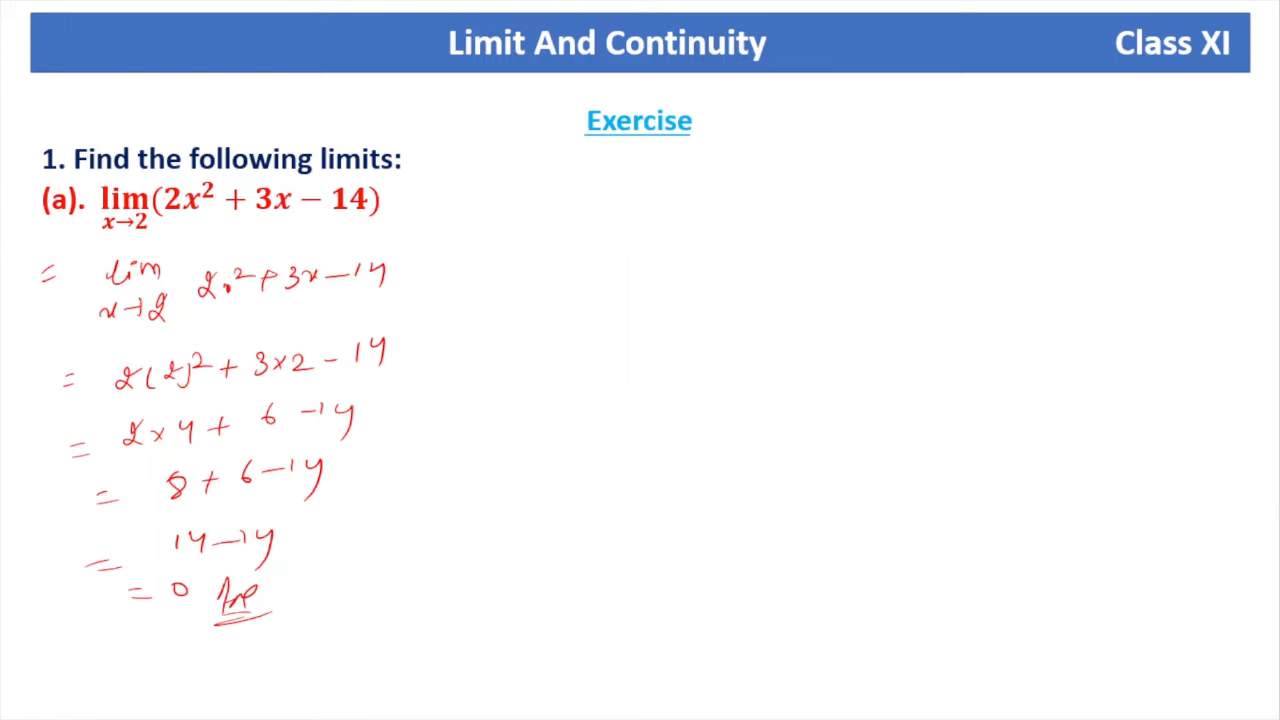 Limit And Continuity Class XI
Exercise
1. Find the following limits:
(a). lim x→2 (2x² + 3x − 14)
= lim x→2 2x² + 3x − 14
= 2(2)² + 3×2 − 14
= 2×4 + 6 − 14
= 8 + 6 − 14
= 14 − 14
= 0 Ans